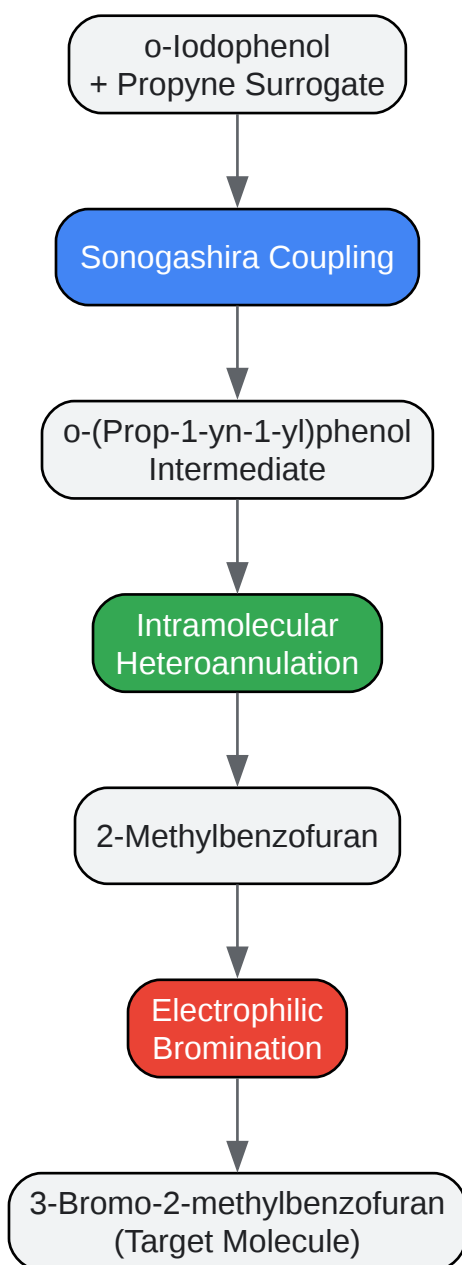 o-Iodophenol
+ Propyne Surrogate
Sonogashira Coupling
o-(Prop-1-yn-1-yl)phenol
Intermediate
Intramolecular
Heteroannulation
2-Methylbenzofuran
Electrophilic
Bromination
3-Bromo-2-methylbenzofuran
(Target Molecule)